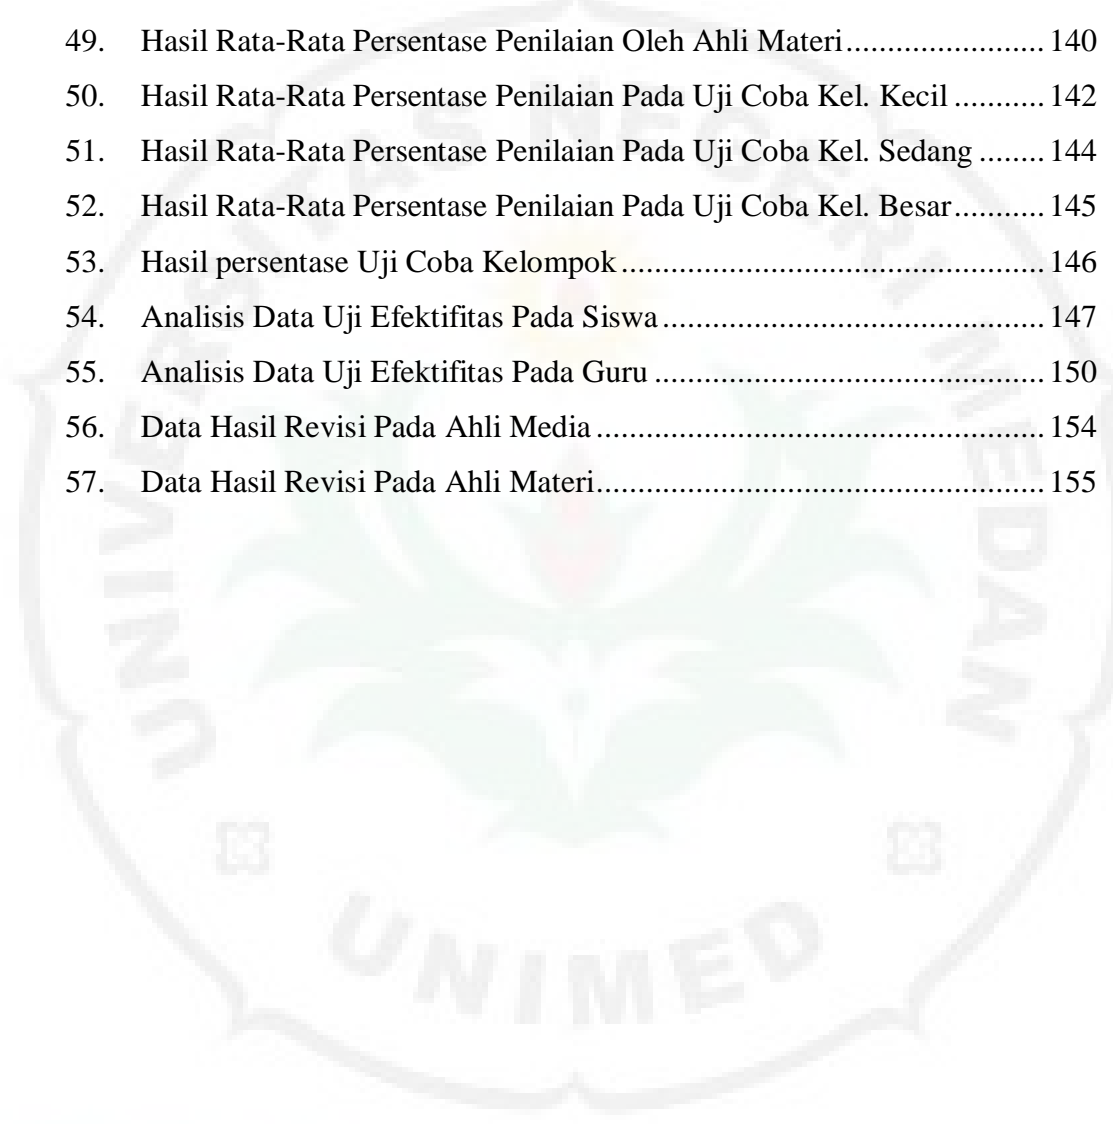 49. Hasil Rata-Rata Persentase Penilaian Oleh Ahli Materi....................... 140
50. Hasil Rata-Rata Persentase Penilaian Pada Uji Coba Kel. Kecil ........... 142
51. Hasil Rata-Rata Persentase Penilaian Pada Uji Coba Kel. Sedang ........ 144
52. Hasil Rata-Rata Persentase Penilaian Pada Uji Coba Kel. Besar........... 145
53. Hasil persentase Uji Coba Kelompok ................................................. 146
54. Analisis Data Uji Efektifitas Pada Siswa ............................................ 147
55. Analisis Data Uji Efektifitas Pada Guru ............................................. 150
56. Data Hasil Revisi Pada Ahli Media .................................................... 154
57. Data Hasil Revisi Pada Ahli Materi.................................................... 155
UNIVERSITAS NEGERI MEDAN
UNIMED